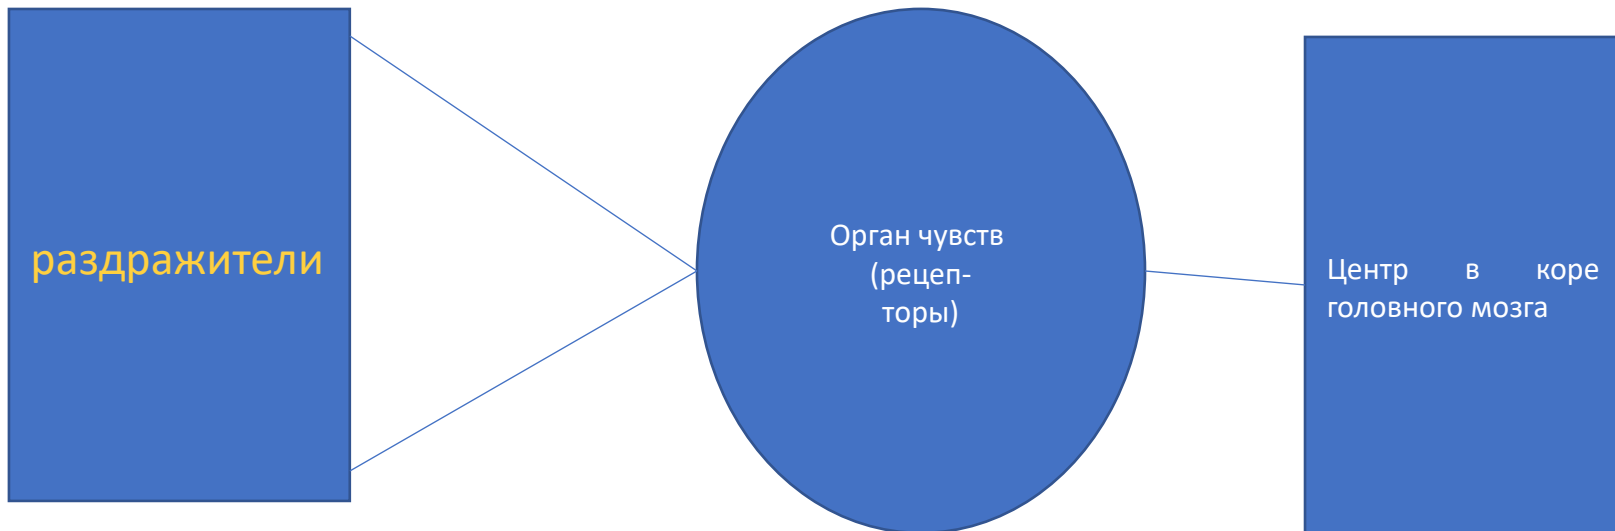 раздражители
Орган чувств
(рецеп-
торы)
Центр в коре
головного мозга